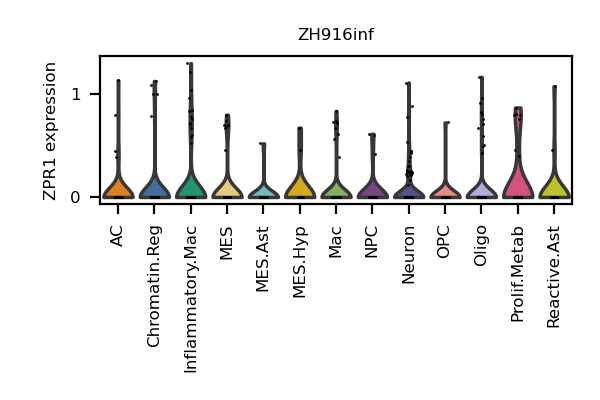 ZH916inf
ZPR1 expression
1
0
AC
Chromatin.Reg
Inflammatory.Mac
MES
MES.Ast
MES.Hyp
Mac
NPC
Neuron
OPC
Oligo
Prolif.Metab
Reactive.Ast